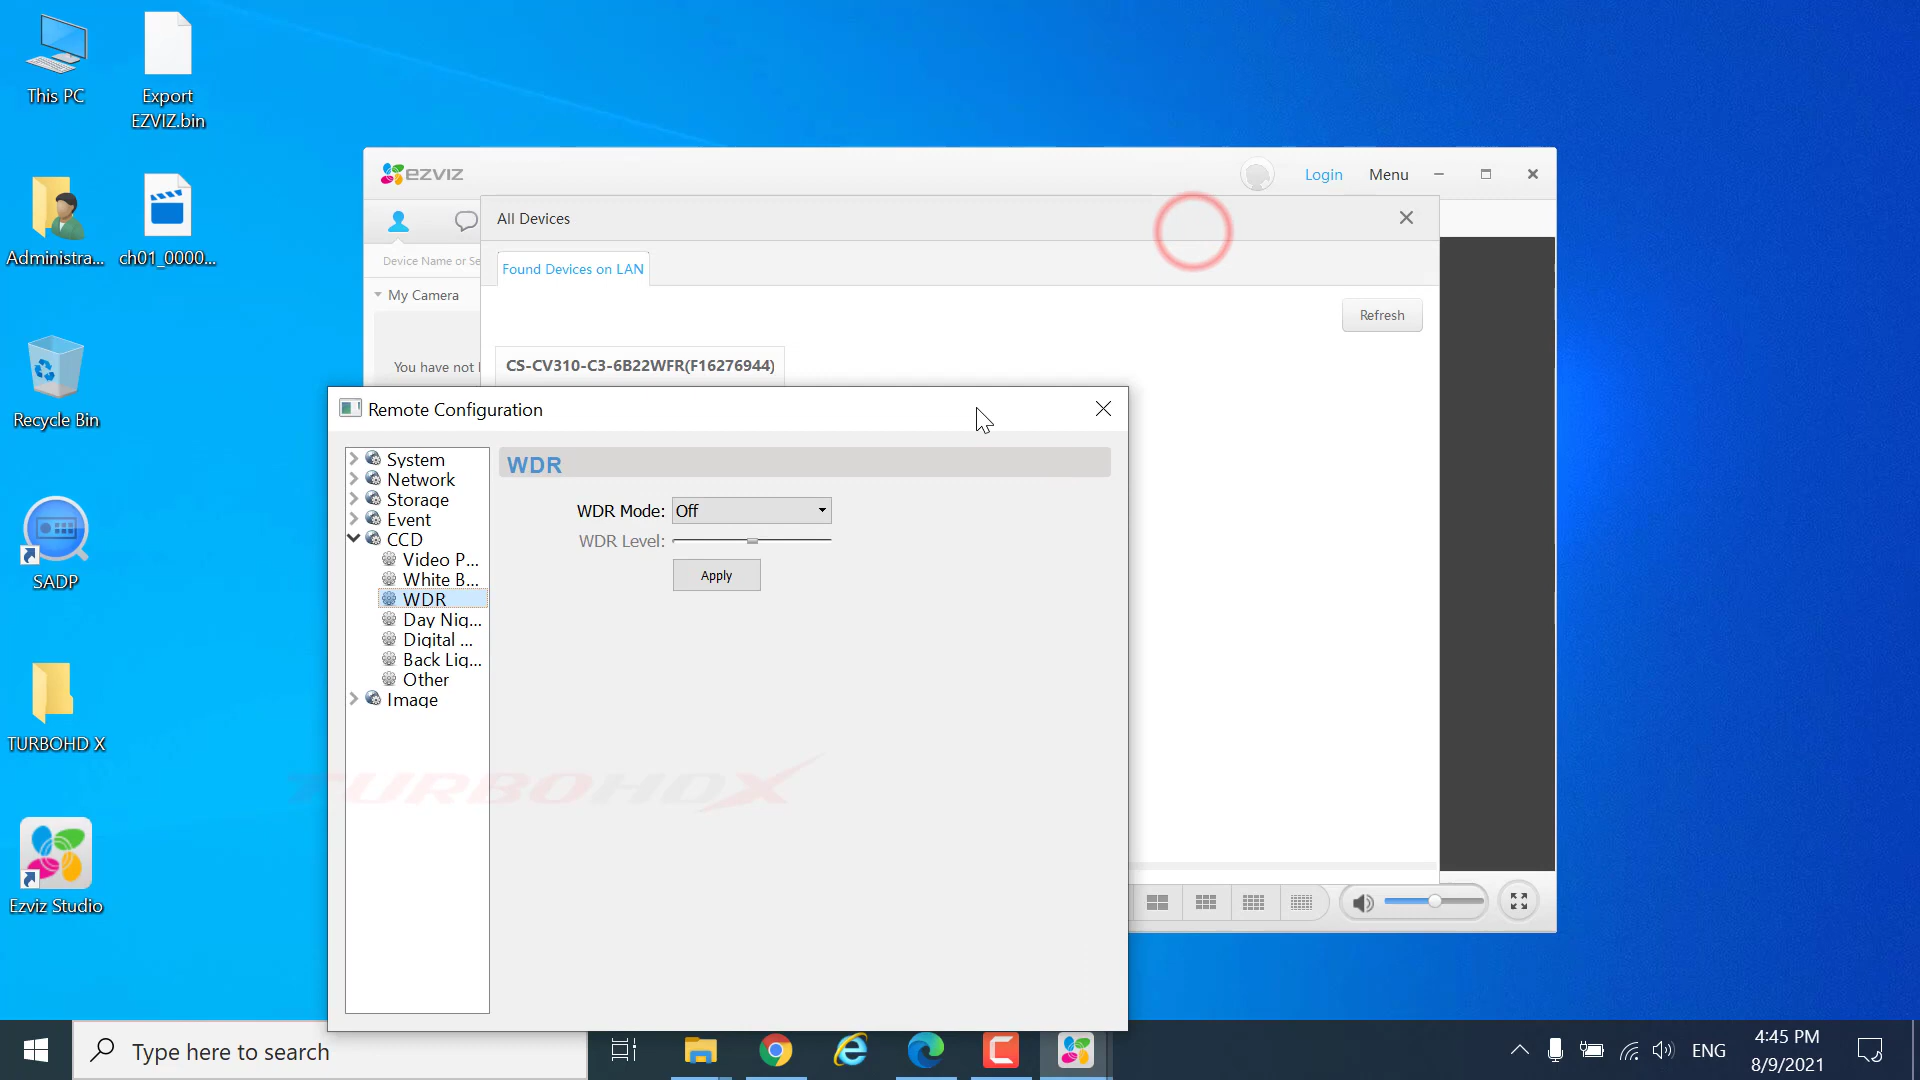 This PC
Export
EZVIZ.bin
Administra...
ch01_0000...
Recycle Bin
SADP
TURBOHD X
Ezviz Studio
ezviz
Login
Menu
All Devices
Device Name or Se
Found Devices on LAN
My Camera
Refresh
You have not
CS-CV310-C3-6B22WFR(F16276944)
Remote Configuration
System
Network
Storage
Event
CCD
Video P...
White B...
WDR
Day Nig...
Digital ...
Back Lig...
Other
Image
WDR
WDR Mode:
Off
WDR Level:
Apply
TURBOHDX
Type here to search
ENG
4:45 PM
8/9/2021